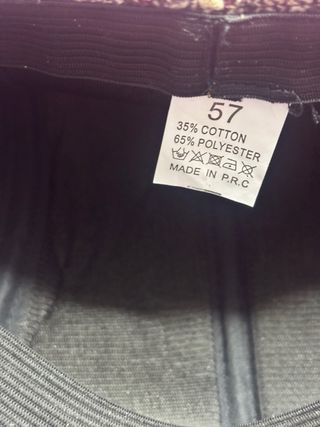 57
35% COTTON
65% POLYESTER
MADE IN P.R.C